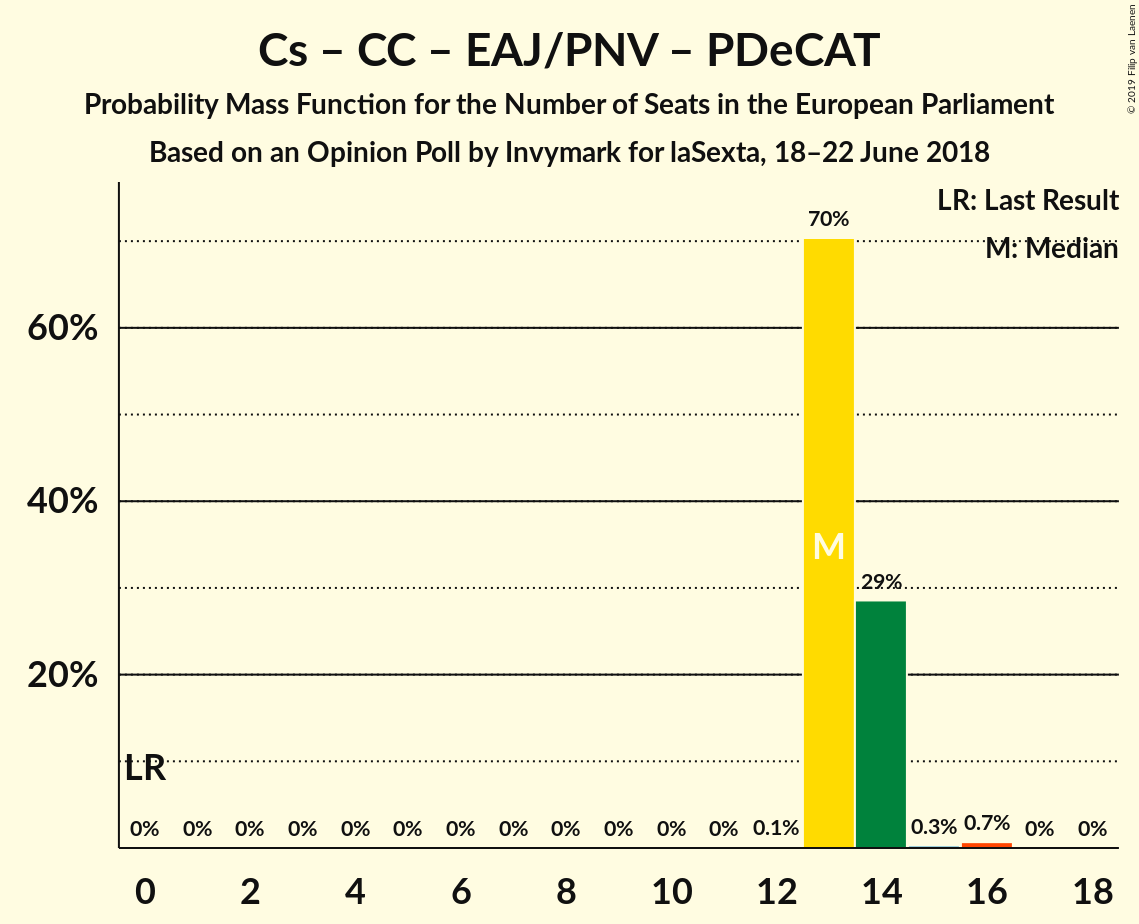 Cs – CC – EAJ/PNV – PDeCAT
Probability Mass Function for the Number of Seats in the European Parliament
Based on an Opinion Poll by Invymark for laSexta, 18–22 June 2018
© 2019 Filip van Laenen
LR: Last Result
M: Median
70%
60%
M
40%
29%
20%
LR
0% 0% 0% 0% 0% 0% 0% 0% 0% 0% 0% 0% 0.1% 0.3% 0.7% 0% 0%
0 2 4 6 8 10 12 14 16 18